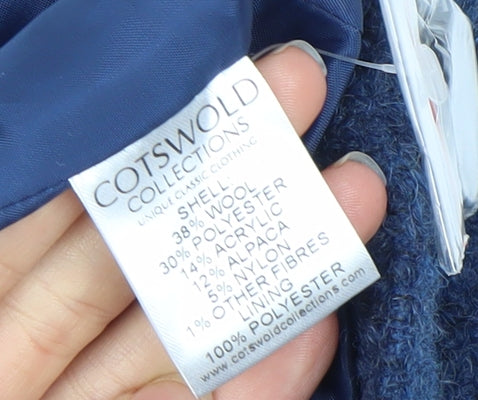 COTSWOLD
COLLECTIONS
UNIQUE CLASSIC CLOTHING
SHELL:
38% WOOL
30% POLYESTER
14% ACRYLIC
12% ALPACA
5% NYLON
1% OTHER FIBRES
LINING
100% POLYESTER
www.cotswoldcollections.com